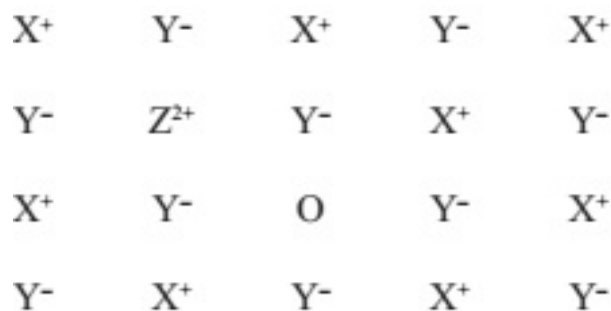 X⁺ Y⁻ X⁺ Y⁻ X⁺
Y⁻ Z²⁺ Y⁻ X⁺ Y⁻
X⁺ Y⁻ O Y⁻ X⁺
Y⁻ X⁺ Y⁻ X⁺ Y⁻